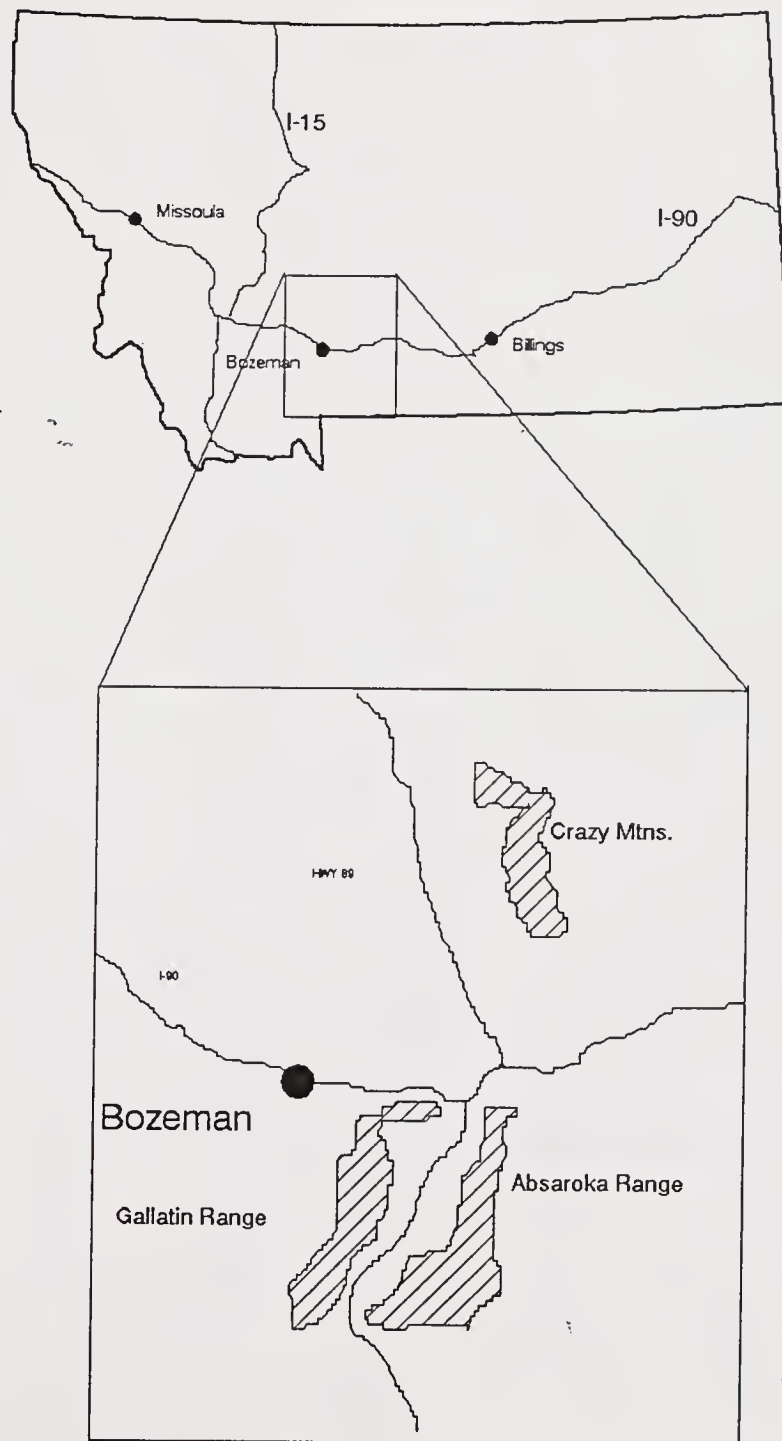 I-15
Missoula
I-90
Bozeman
Billings
Crazy Mtns.
HWY 89
I-90
Bozeman
Absaroka Range
Gallatin Range